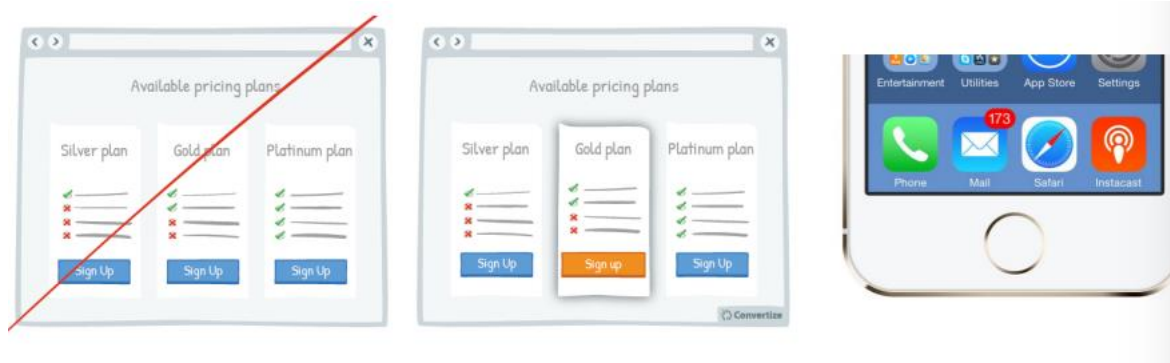 Available pricing plans
Silver plan
Gold plan
Platinum plan
Sign Up
Sign Up
Sign Up
Available pricing plans
Silver plan
Gold plan
Platinum plan
Sign Up
Sign up
Sign Up
Convertize
Entertainment Utilities App Store Settings
173
Phone Mail Safari Instacast